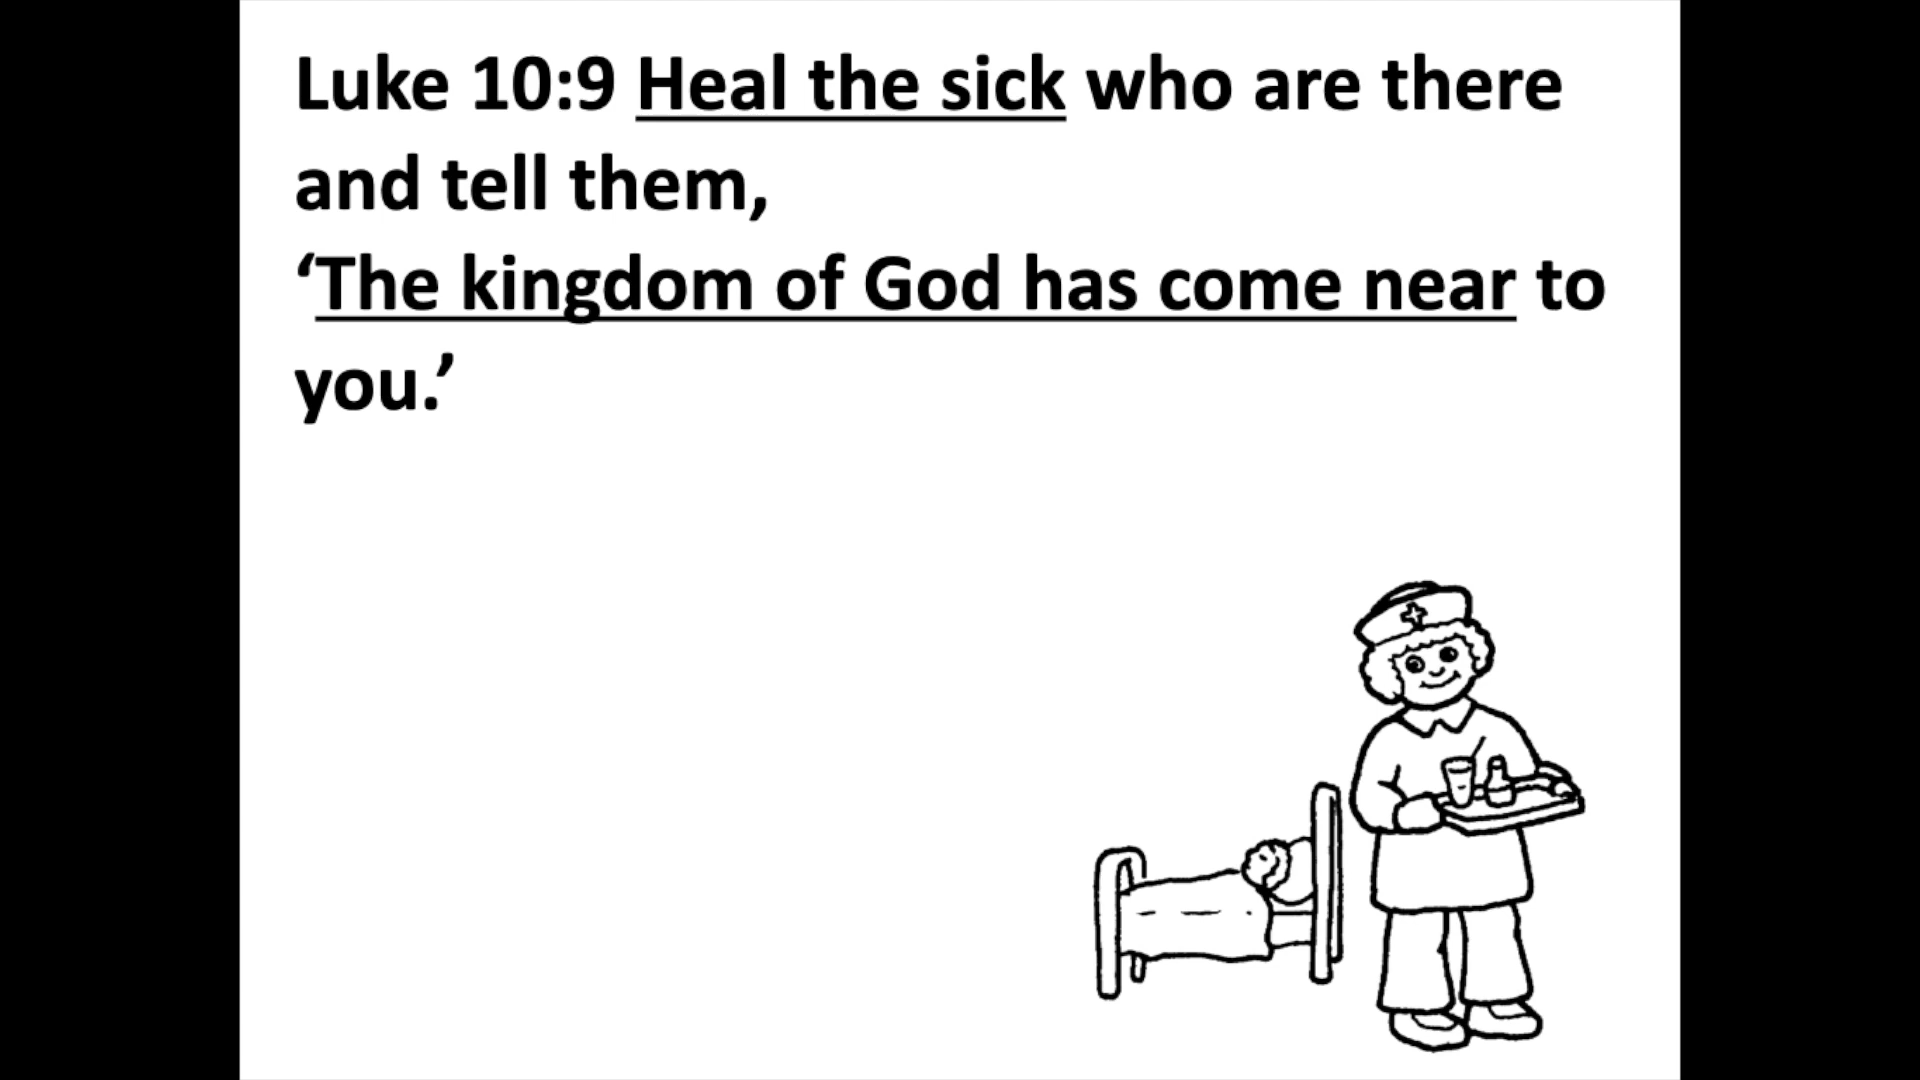 Luke 10:9 Heal the sick who are there
and tell them,
‘The kingdom of God has come near to
you.’